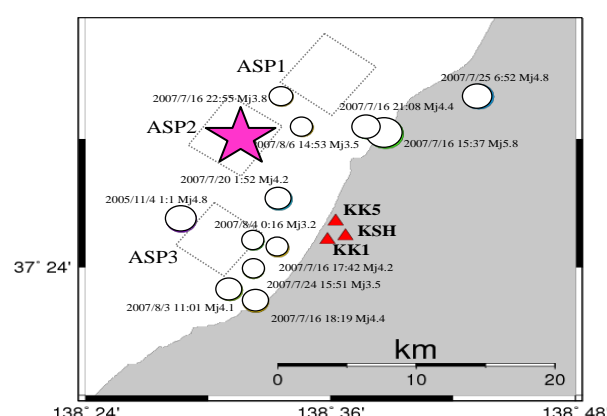 ASP1
2007/7/25 6:52 Mj4.8
2007/7/16 22:55 Mj3.8
2007/7/16 21:08 Mj4.4
ASP2
2007/8/6 14:53 Mj3.5
2007/7/16 15:37 Mj5.8
2007/7/20 1:52 Mj4.2
2005/11/4 1:1 Mj4.8
KK5
2007/8/4 0:16 Mj3.2
KSH
KK1
ASP3
37° 24'
2007/7/16 17:42 Mj4.2
2007/7/24 15:51 Mj3.5
2007/8/3 11:01 Mj4.1
2007/7/16 18:19 Mj4.4
km
0 10 20
138° 24' 138° 36' 138° 48'